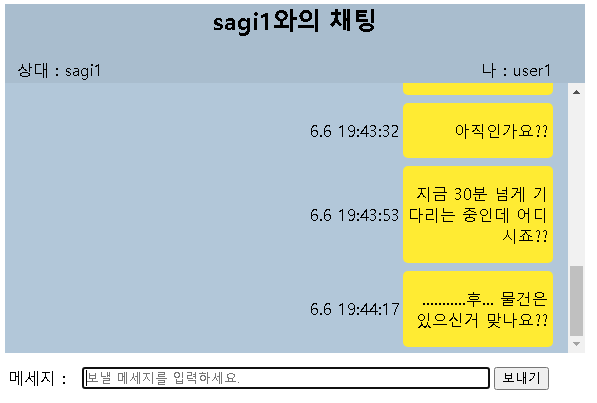 sagi1와의 채팅
상대 : sagi1
나 : user1
6.6 19:43:32
아직인가요??
6.6 19:43:53
지금 30분 넘게 기
다리는 중인데 어디
시죠??
6.6 19:44:17
...........후... 물건은
있으신거 맞나요??
메세지 :
보낼 메세지를 입력하세요.
보내기